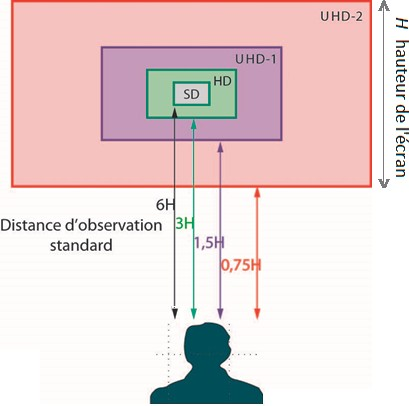 UHD-2
UHD-1
HD
SD
H hauteur de l'écran
6H
3H
1,5H
0,75H
Distance d'observation
standard